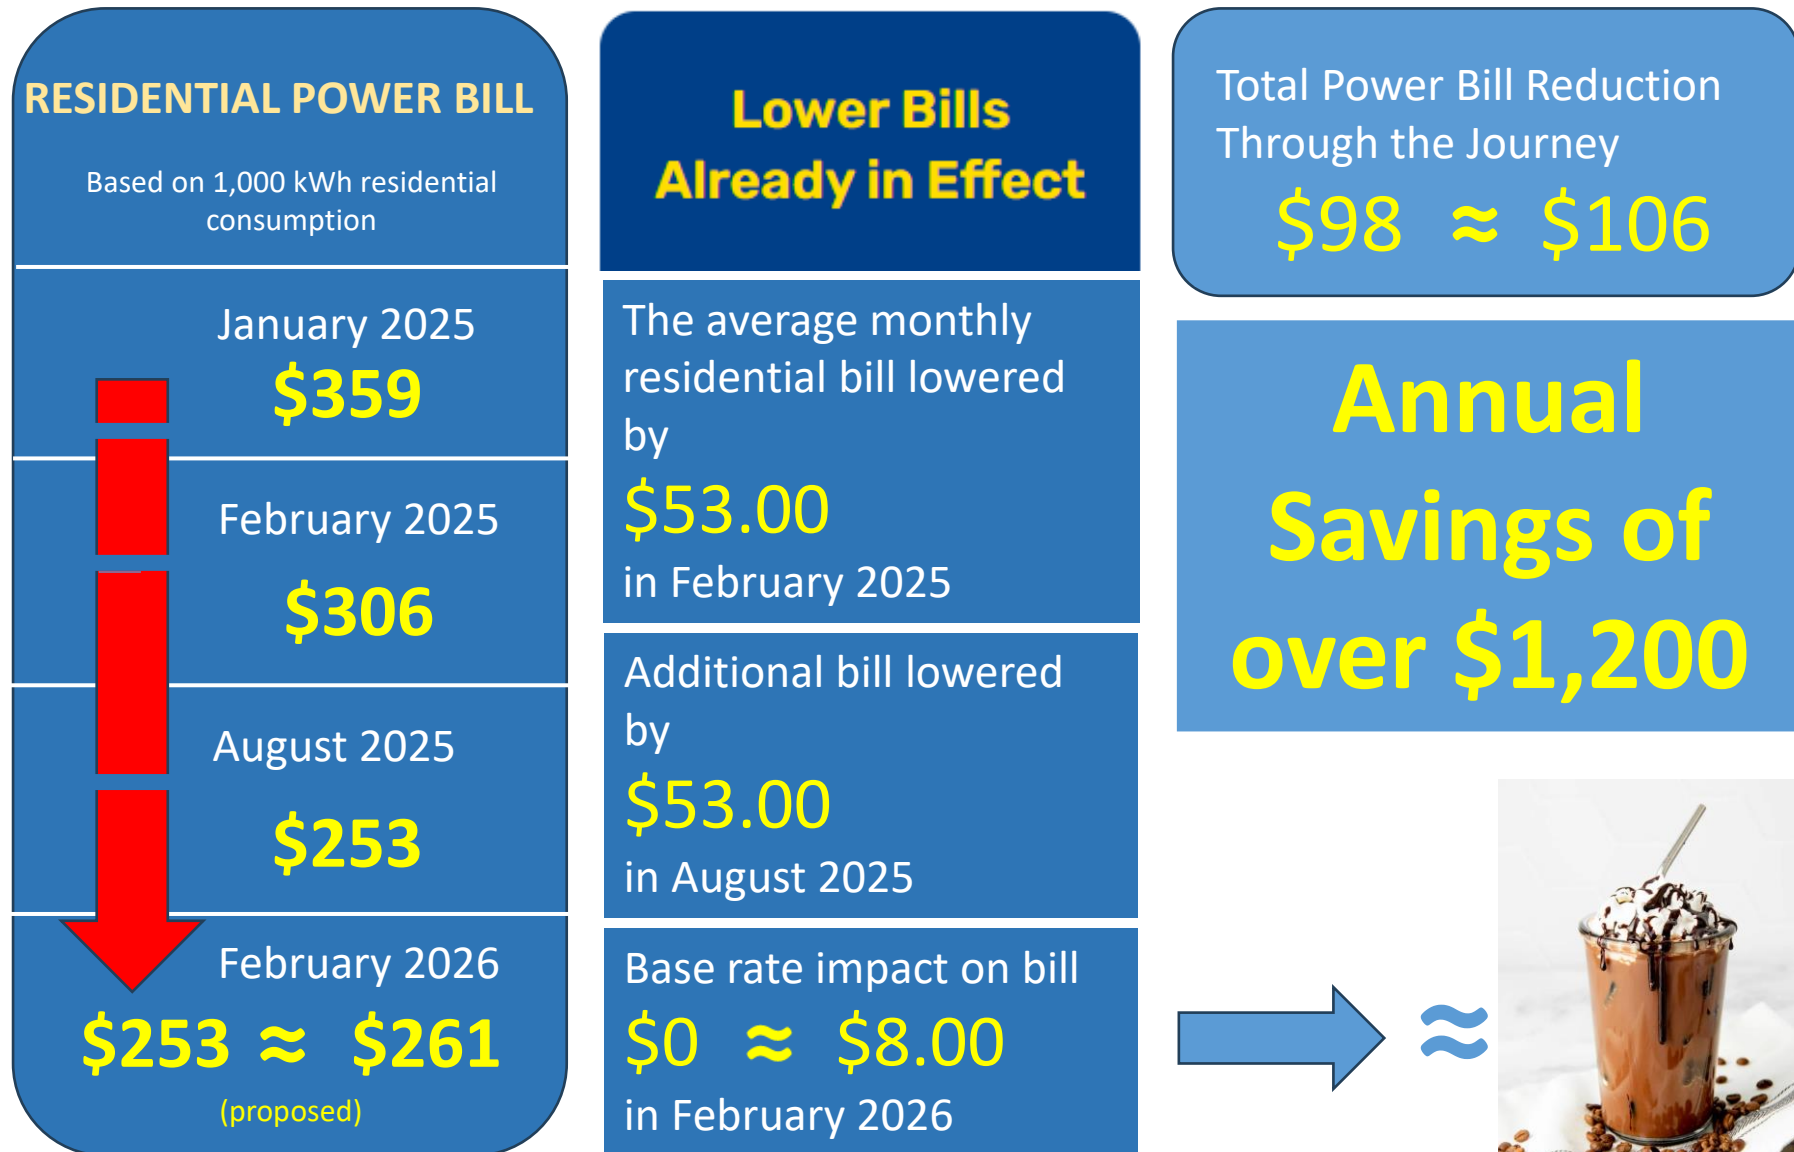 RESIDENTIAL POWER BILL
Based on 1,000 kWh residential
consumption
January 2025
$359
February 2025
$306
August 2025
$253
February 2026
$253 ≈ $261
(proposed)
Lower Bills
Already in Effect
The average monthly
residential bill lowered
by
$53.00
in February 2025
Additional bill lowered
by
$53.00
in August 2025
Base rate impact on bill
$0 ≈ $8.00
in February 2026
Total Power Bill Reduction
Through the Journey
$98 ≈ $106
Annual
Savings of
over $1,200
≈